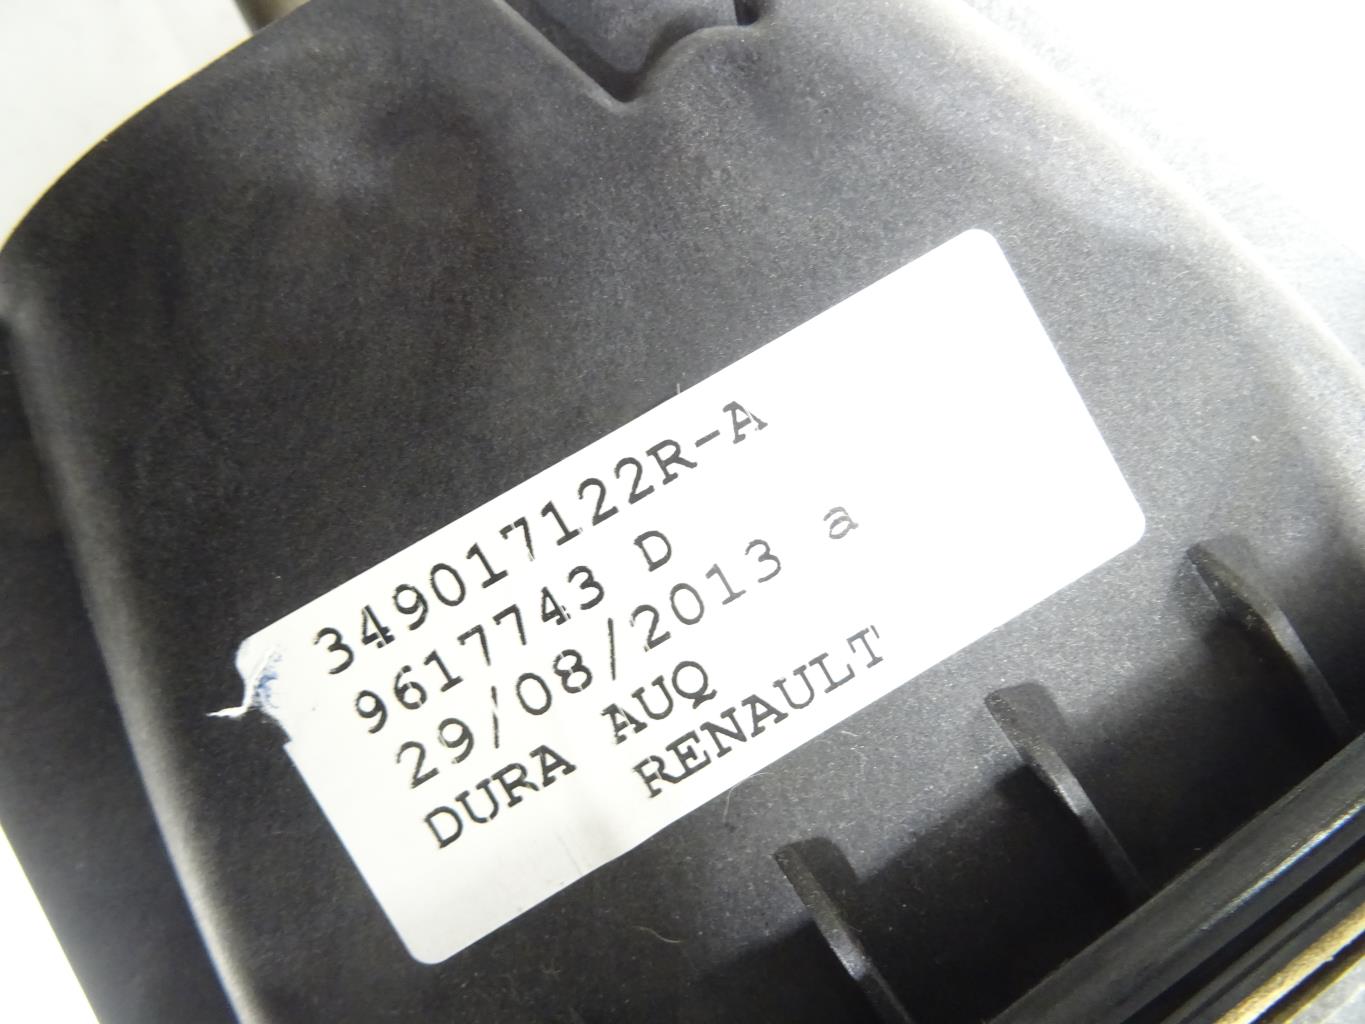 349017122R-A
9617743 D
29/08/2013 a
DURA AUQ
RENAULT